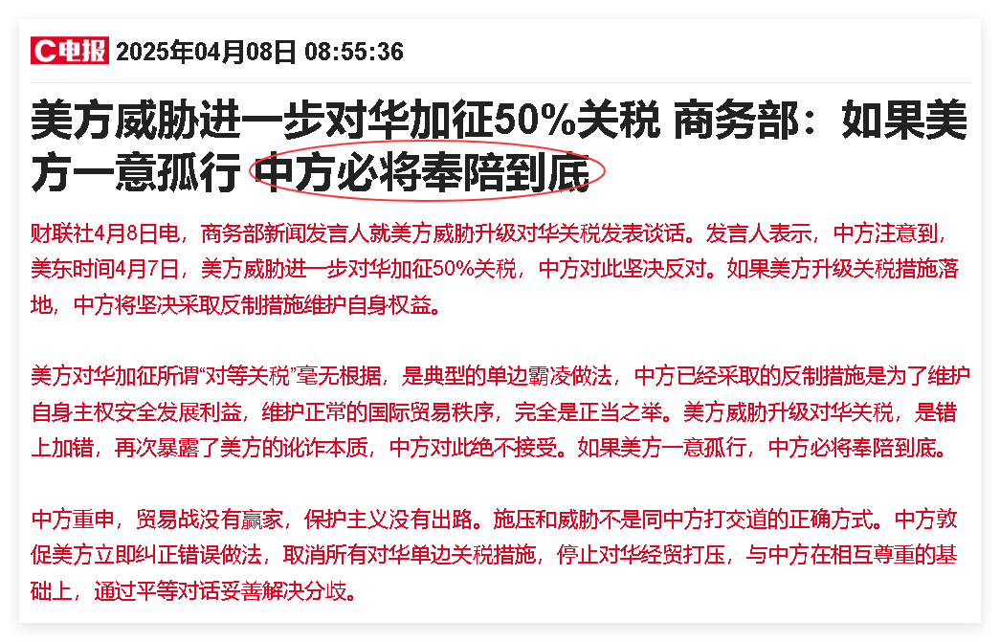 C电报 2025年04月08日 08:55:36
美方威胁进一步对华加征50%关税 商务部：如果美
方一意孤行 中方必将奉陪到底
财联社4月8日电，商务部新闻发言人就美方威胁升级对华关税发表谈话。发言人表示，中方注意到，
美东时间4月7日，美方威胁进一步对华加征50%关税，中方对此坚决反对。如果美方升级关税措施落
地，中方将坚决采取反制措施维护自身权益。
美方对华加征所谓“对等关税”毫无根据，是典型的单边霸凌做法，中方已经采取的反制措施是为了维护
自身主权安全发展利益，维护正常的国际贸易秩序，完全是正当之举。美方威胁升级对华关税，是错
上加错，再次暴露了美方的讹诈本质，中方对此绝不接受。如果美方一意孤行，中方必将奉陪到底。
中方重申，贸易战没有赢家，保护主义没有出路。施压和威胁不是同中方打交道的正确方式。中方敦
促美方立即纠正错误做法，取消所有对华单边关税措施，停止对华经贸打压，与中方在相互尊重的基
础上，通过平等对话妥善解决分歧。